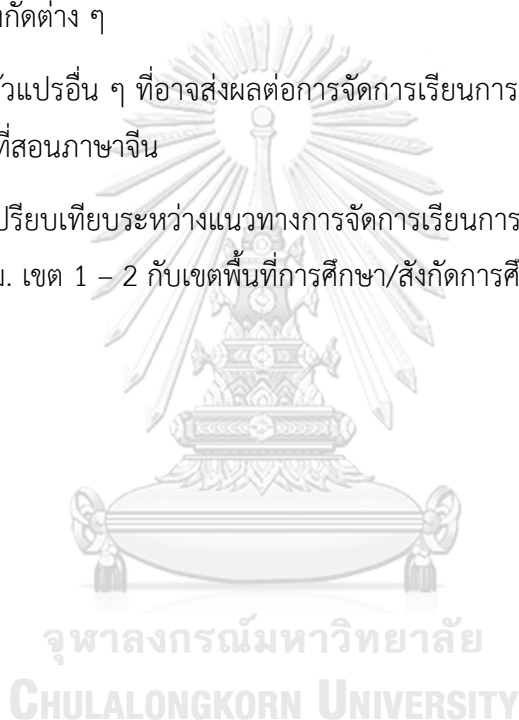 กัดต่าง ๆ
ัวแปรอื่น ๆ ที่อาจส่งผลต่อการจัดการเรียนการ
ที่สอนภาษาจีน
ปรียบเทียบระหว่างแนวทางการจัดการเรียนการ
ม. เขต 1 – 2 กับเขตพื้นที่การศึกษา/สังกัดการศึ
จุฬาลงกรณ์มหาวิทยาลัย
CHULALONGKORN UNIVERSITY